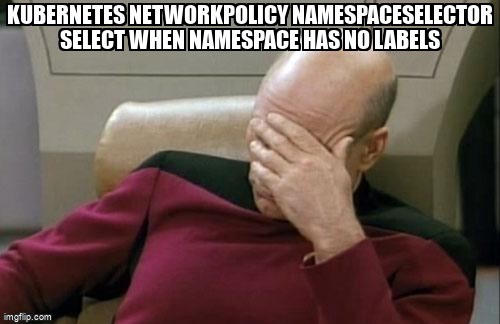 KUBERNETES NETWORKPOLICY NAMESPACESELECTOR
SELECT WHEN NAMESPACE HAS NO LABELS
imgflip.com